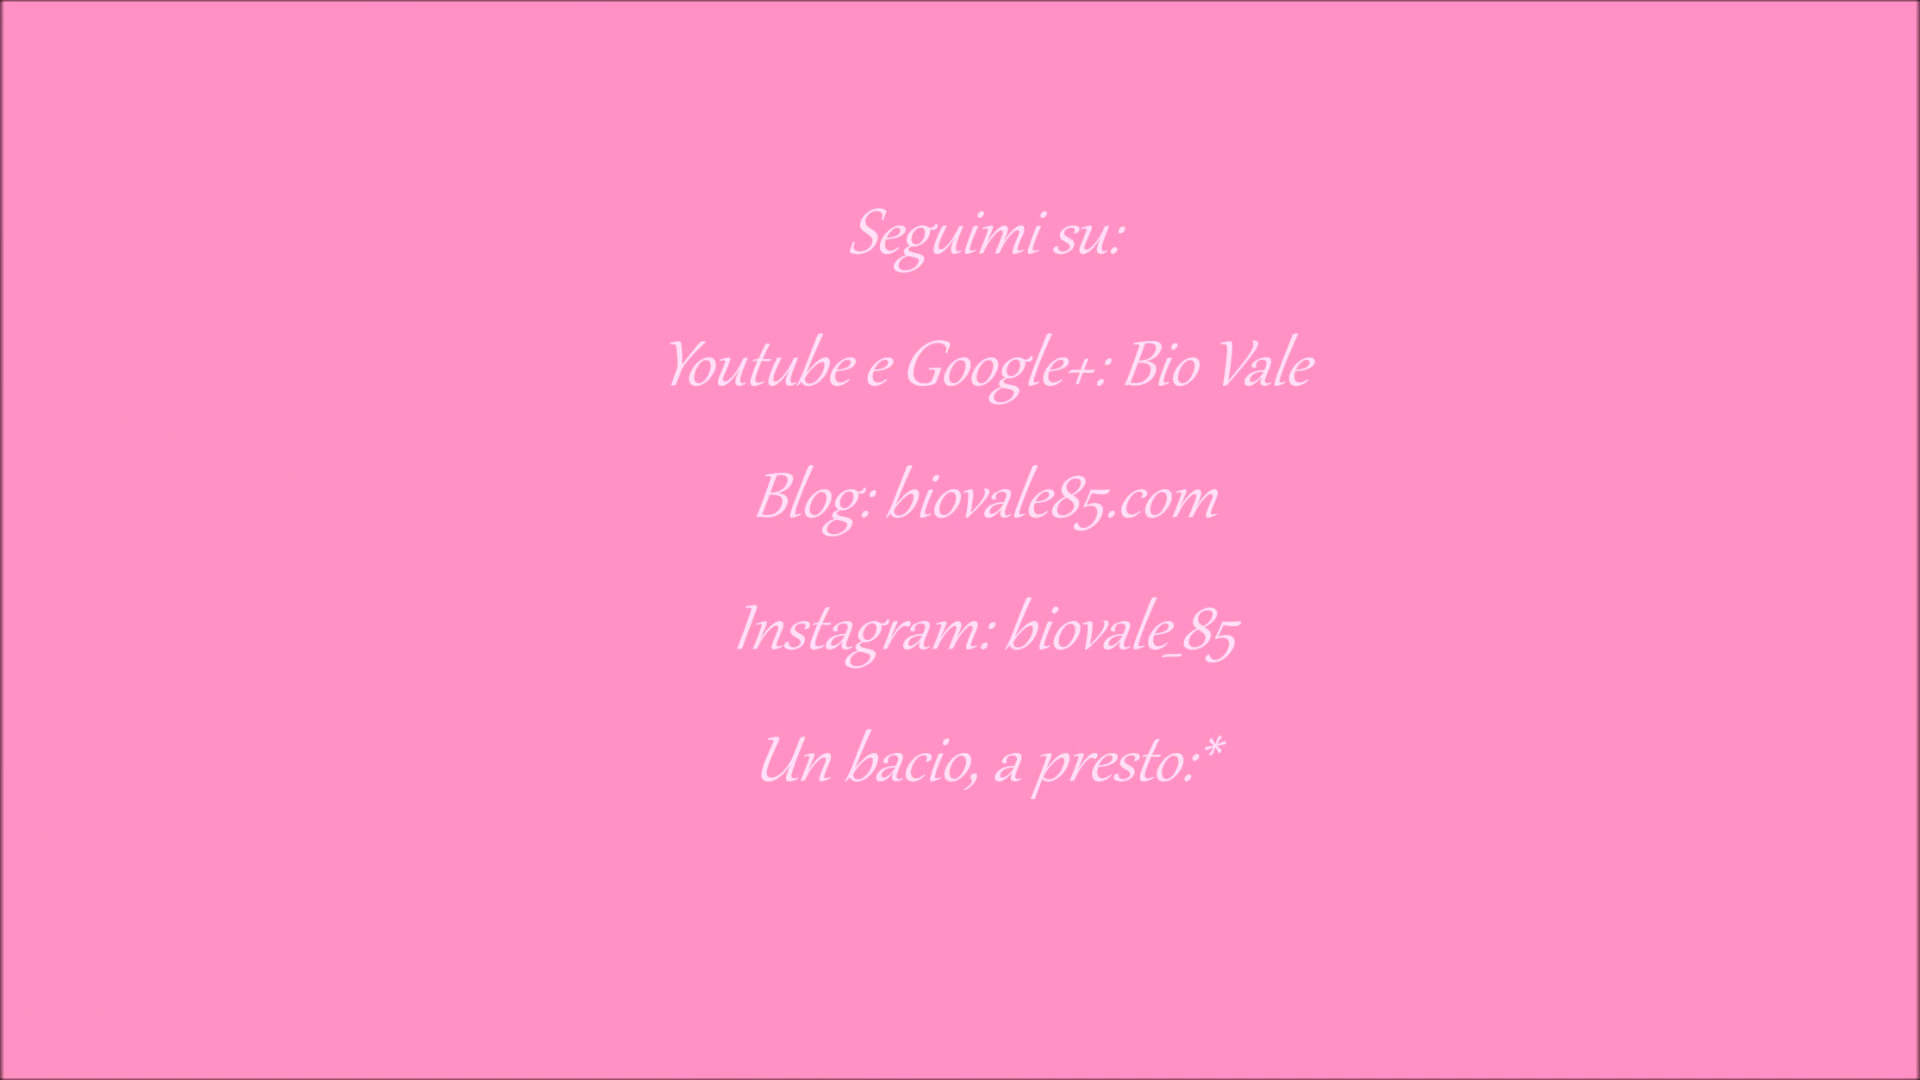 Seguimi su:
Youtube e Google+: Bio Vale
Blog: biovale85.com
Instagram: biovale_85
Un bacio, a presto:*